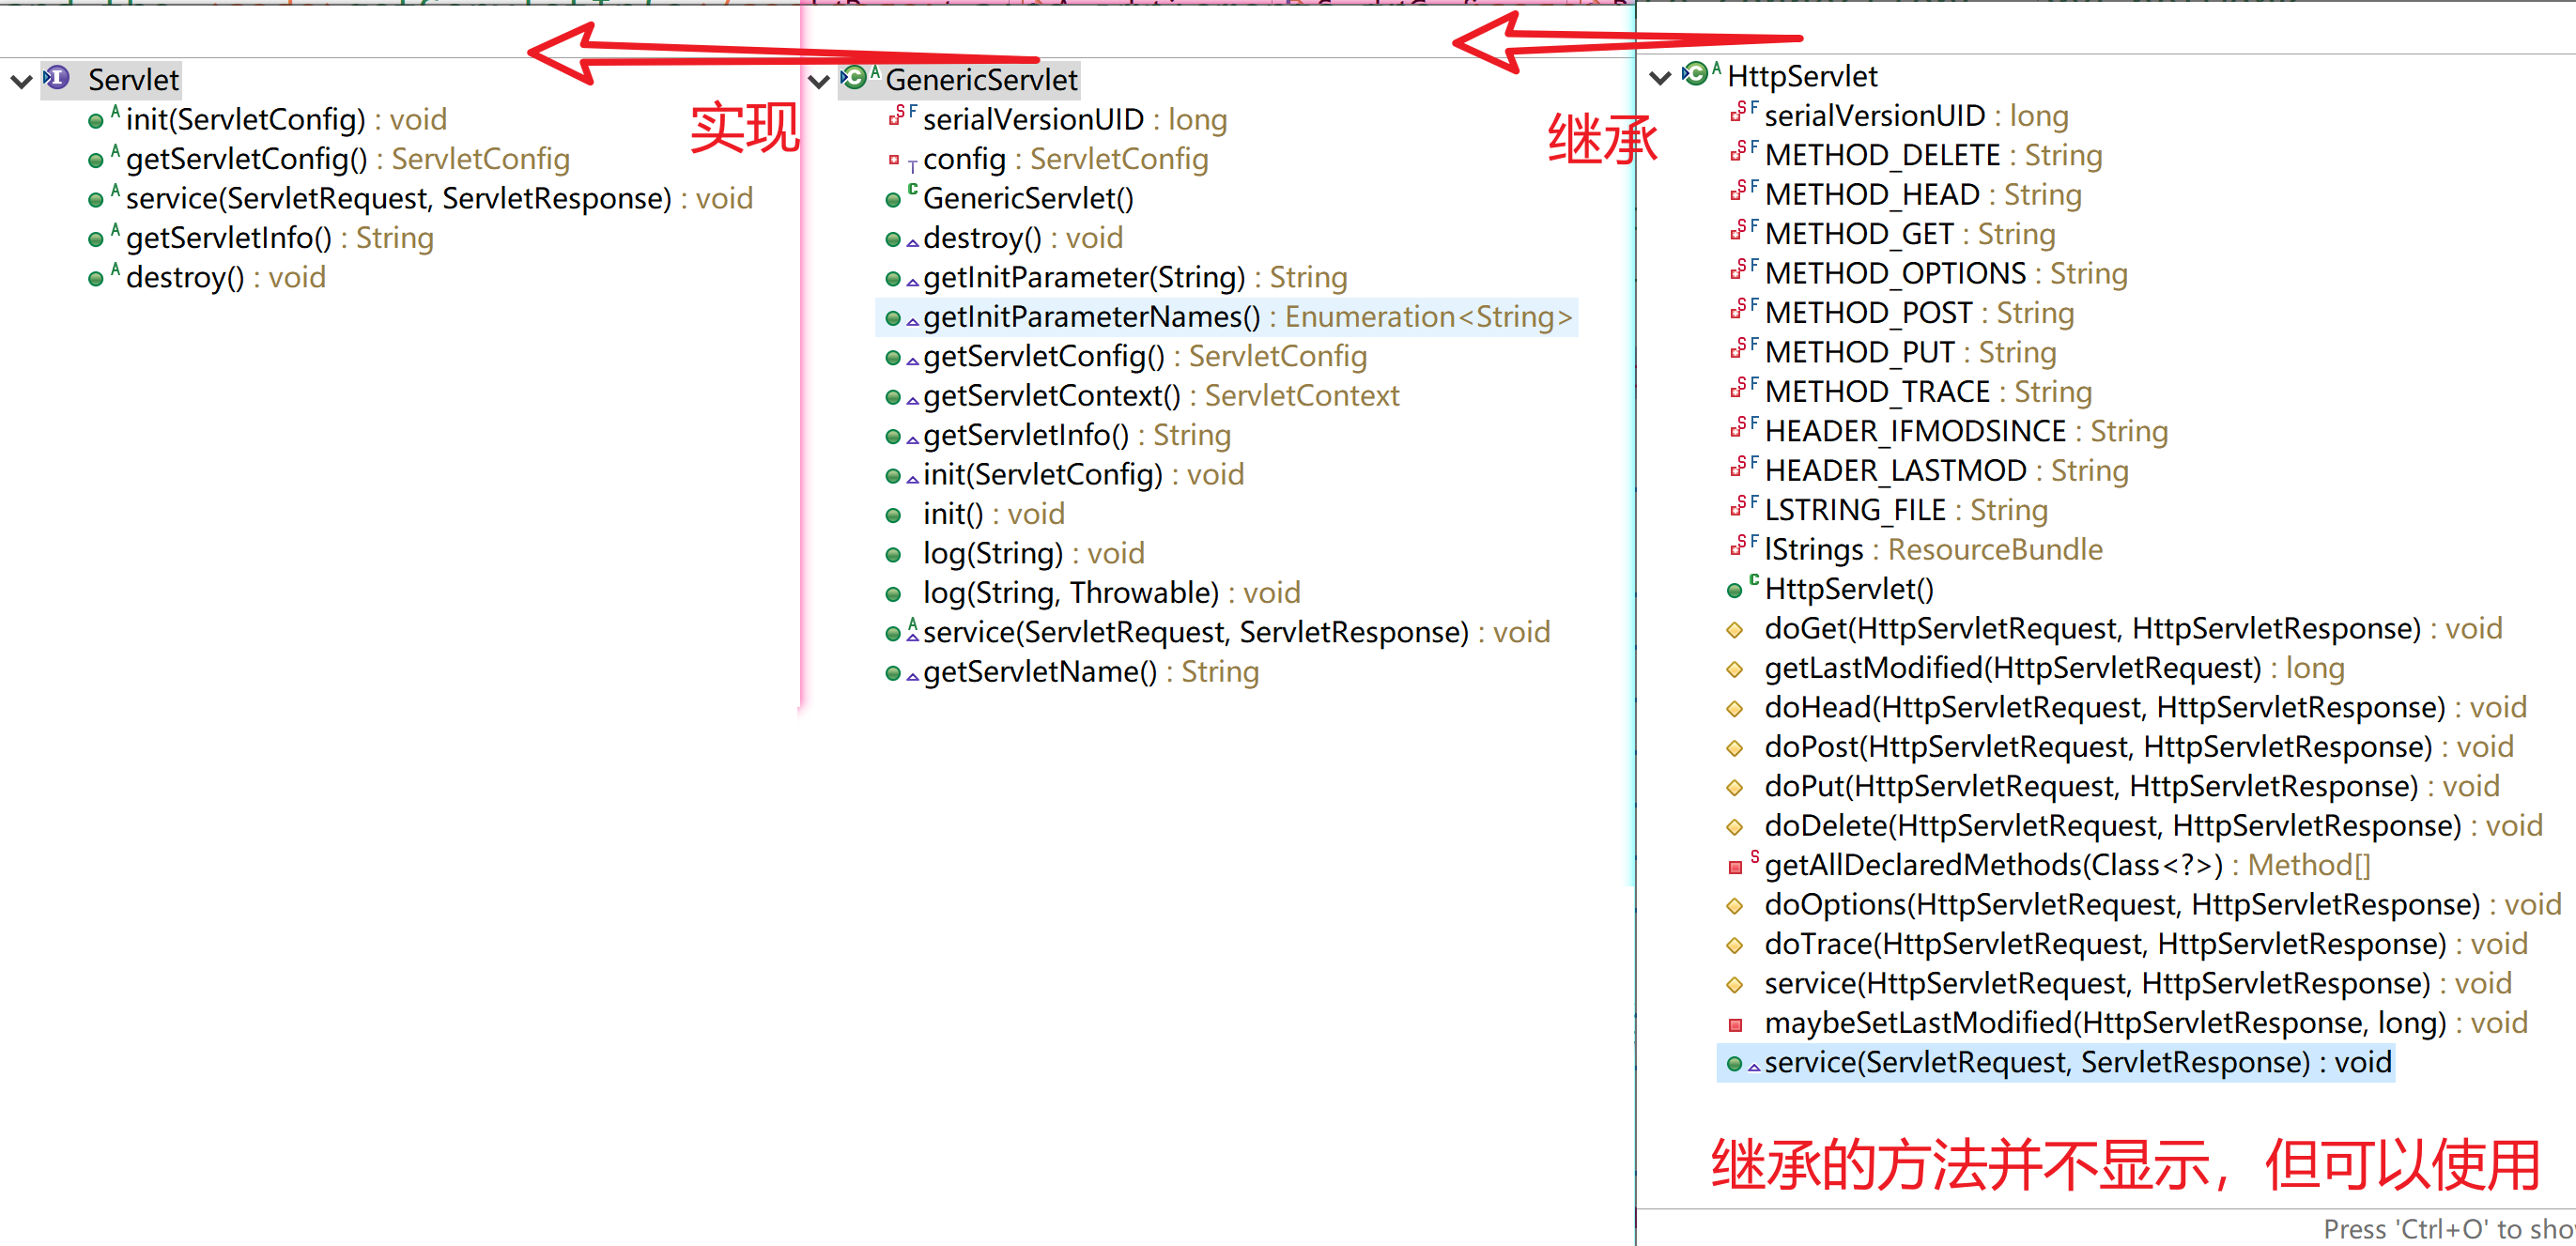 Servlet
init(ServletConfig) : void
getServletConfig() : ServletConfig
service(ServletRequest, ServletResponse) : void
getServletInfo() : String
destroy() : void
实现
GenericServlet
serialVersionUID : long
config : ServletConfig
GenericServlet()
destroy() : void
getInitParameter(String) : String
getInitParameterNames() : Enumeration<String>
getServletConfig() : ServletConfig
getServletContext() : ServletContext
getServletInfo() : String
init(ServletConfig) : void
init() : void
log(String) : void
log(String, Throwable) : void
service(ServletRequest, ServletResponse) : void
getServletName() : String
继承
HttpServlet
serialVersionUID : long
METHOD_DELETE : String
METHOD_HEAD : String
METHOD_GET : String
METHOD_OPTIONS : String
METHOD_POST : String
METHOD_PUT : String
METHOD_TRACE : String
HEADER_IFMODSINCE : String
HEADER_LASTMOD : String
LSTRING_FILE : String
lStrings : ResourceBundle
HttpServlet()
doGet(HttpServletRequest, HttpServletResponse) : void
getLastModified(HttpServletRequest) : long
doHead(HttpServletRequest, HttpServletResponse) : void
doPost(HttpServletRequest, HttpServletResponse) : void
doPut(HttpServletRequest, HttpServletResponse) : void
doDelete(HttpServletRequest, HttpServletResponse) : void
getAllDeclaredMethods(Class<?>) : Method[]
doOptions(HttpServletRequest, HttpServletResponse) : void
doTrace(HttpServletRequest, HttpServletResponse) : void
service(HttpServletRequest, HttpServletResponse) : void
maybeSetLastModified(HttpServletResponse, long) : void
service(ServletRequest, ServletResponse) : void
继承的方法并不显示，但可以使用
Press 'Ctrl+O' to